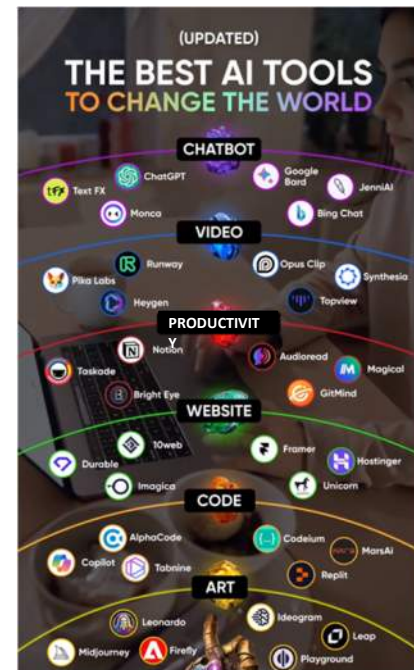 (UPDATED)
THE BEST AI TOOLS
TO CHANGE THE WORLD
CHATBOT
Text FX
ChatGPT
Google
Bard
JenniAI
Monca
Bing Chat
VIDEO
Pika Labs
Runway
Opus Clip
Synthesia
Heygen
Topview
PRODUCTIVIT
Y
Taskade
Notion
Audioread
Magical
Bright Eye
GitMind
WEBSITE
Durable
10web
Framer
Hostinger
Imagica
Unicorn
CODE
AlphaCode
Codeium
MarsAi
Copilot
Tabnine
Replit
ART
Leonardo
Ideogram
Leap
Midjourney
Firefly
Playground